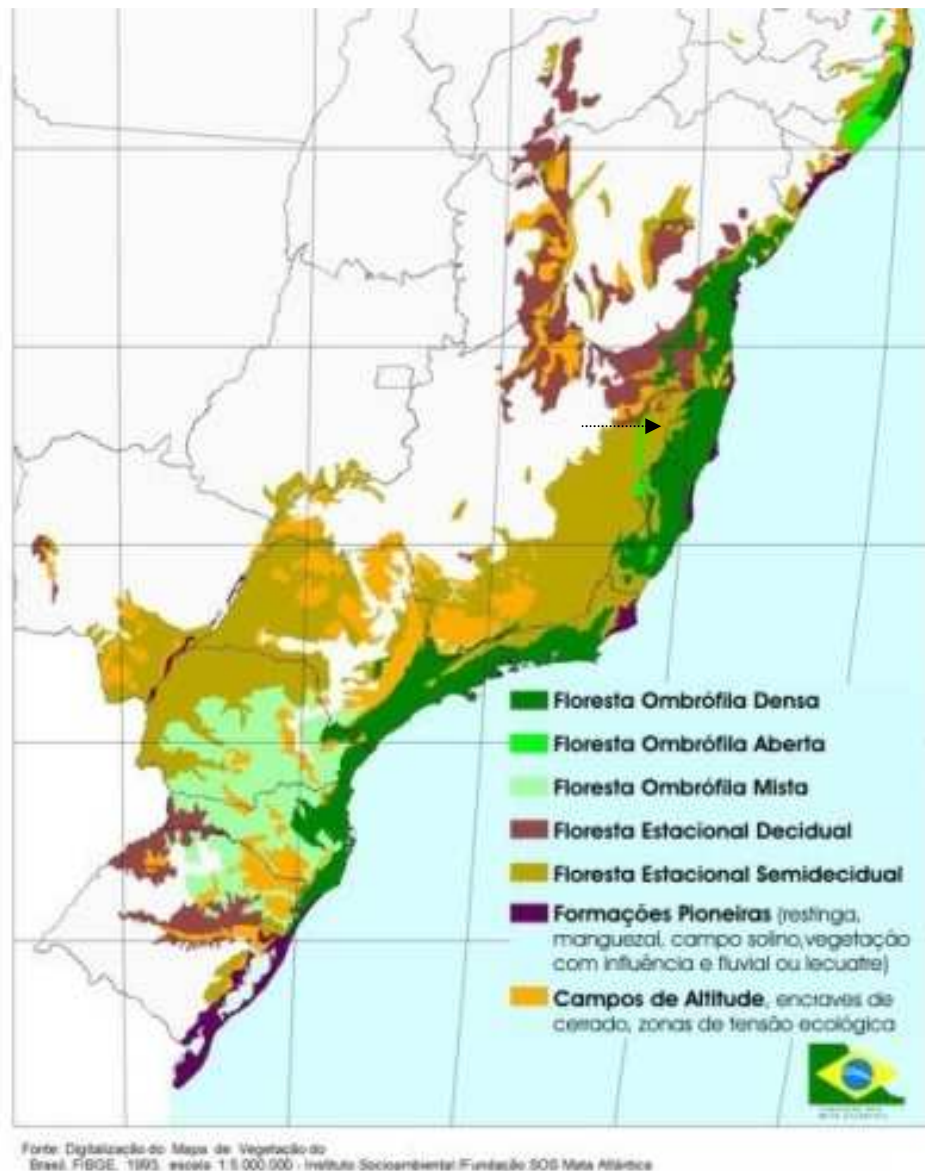 Floresta Ombrófila Densa
Floresta Ombrófila Aberta
Floresta Ombrófila Mista
Floresta Estacional Decidual
Floresta Estacional Semidecidual
Formações Pioneiras (restinga,
manguezal, campo salino,vegetação
com influência e fluvial ou lecuatre)
Campos de Altitude, encraves de
cerrado, zonas de tensão ecológica
Fonte: Digitalização do Mapa de Vegetação do
Brasil, FIBGE, 1993, escala 1:5.000.000 - Instituto Socioambiental /Fundação SOS Mata Atlântica